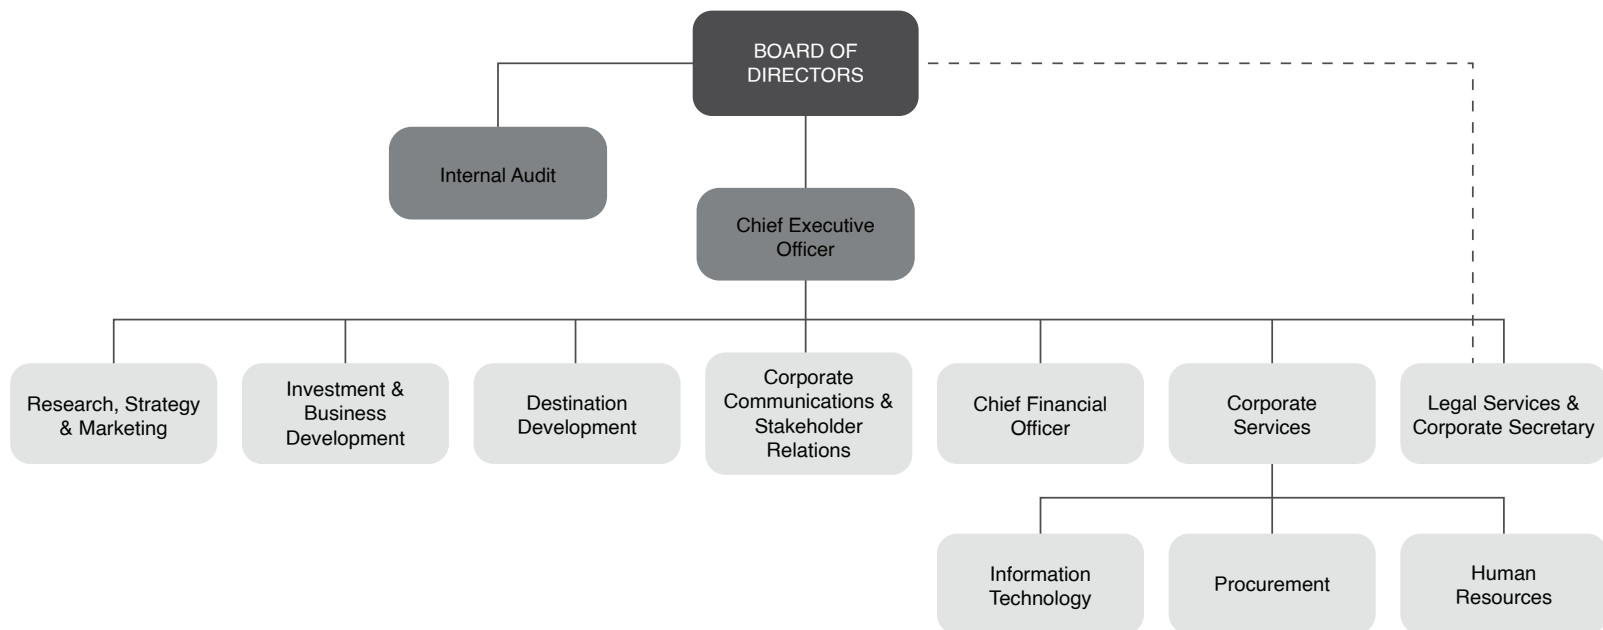 BOARD OF
DIRECTORS
Internal Audit
Chief Executive
Officer
Research, Strategy
& Marketing
Investment &
Business
Development
Destination
Development
Corporate
Communications &
Stakeholder
Relations
Chief Financial
Officer
Corporate
Services
Legal Services &
Corporate Secretary
Information
Technology
Procurement
Human
Resources